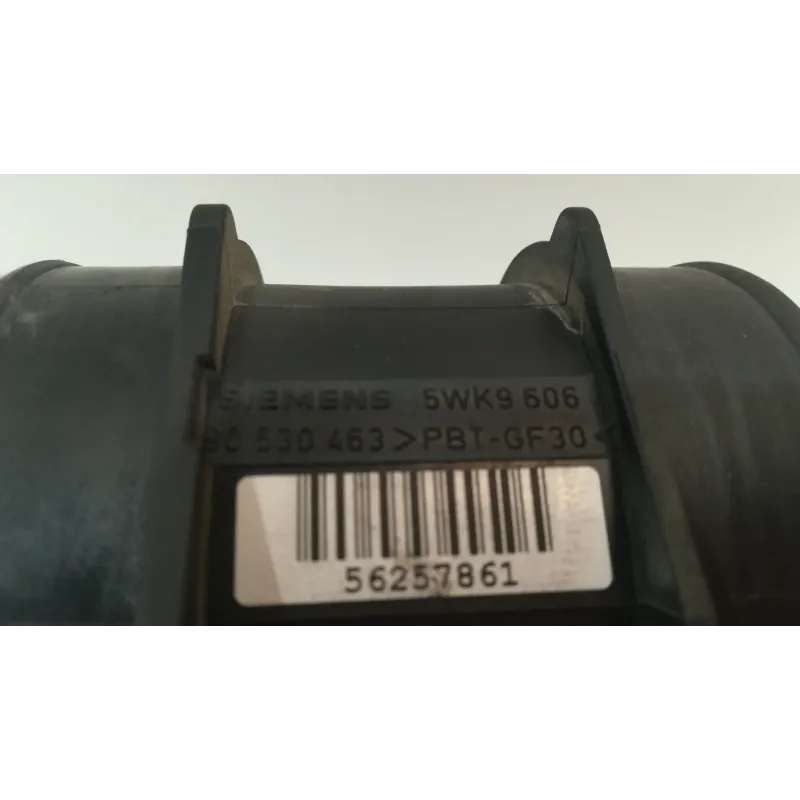 SIEMENS 5WK9 606
90 530 463 >PBT-GF30<
56257861